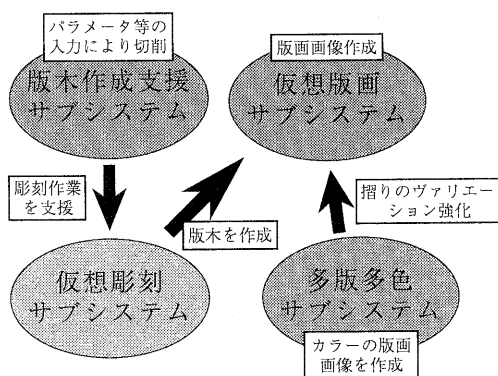 パラメータ等の
入力により切削
版木作成支援
サブシステム
版画画像作成
仮想版画
サブシステム
彫刻作業
を支援
版木を作成
摺りのヴァリエー
ション強化
仮想彫刻
サブシステム
多版多色
サブシステム
カラーの版画
画像を作成